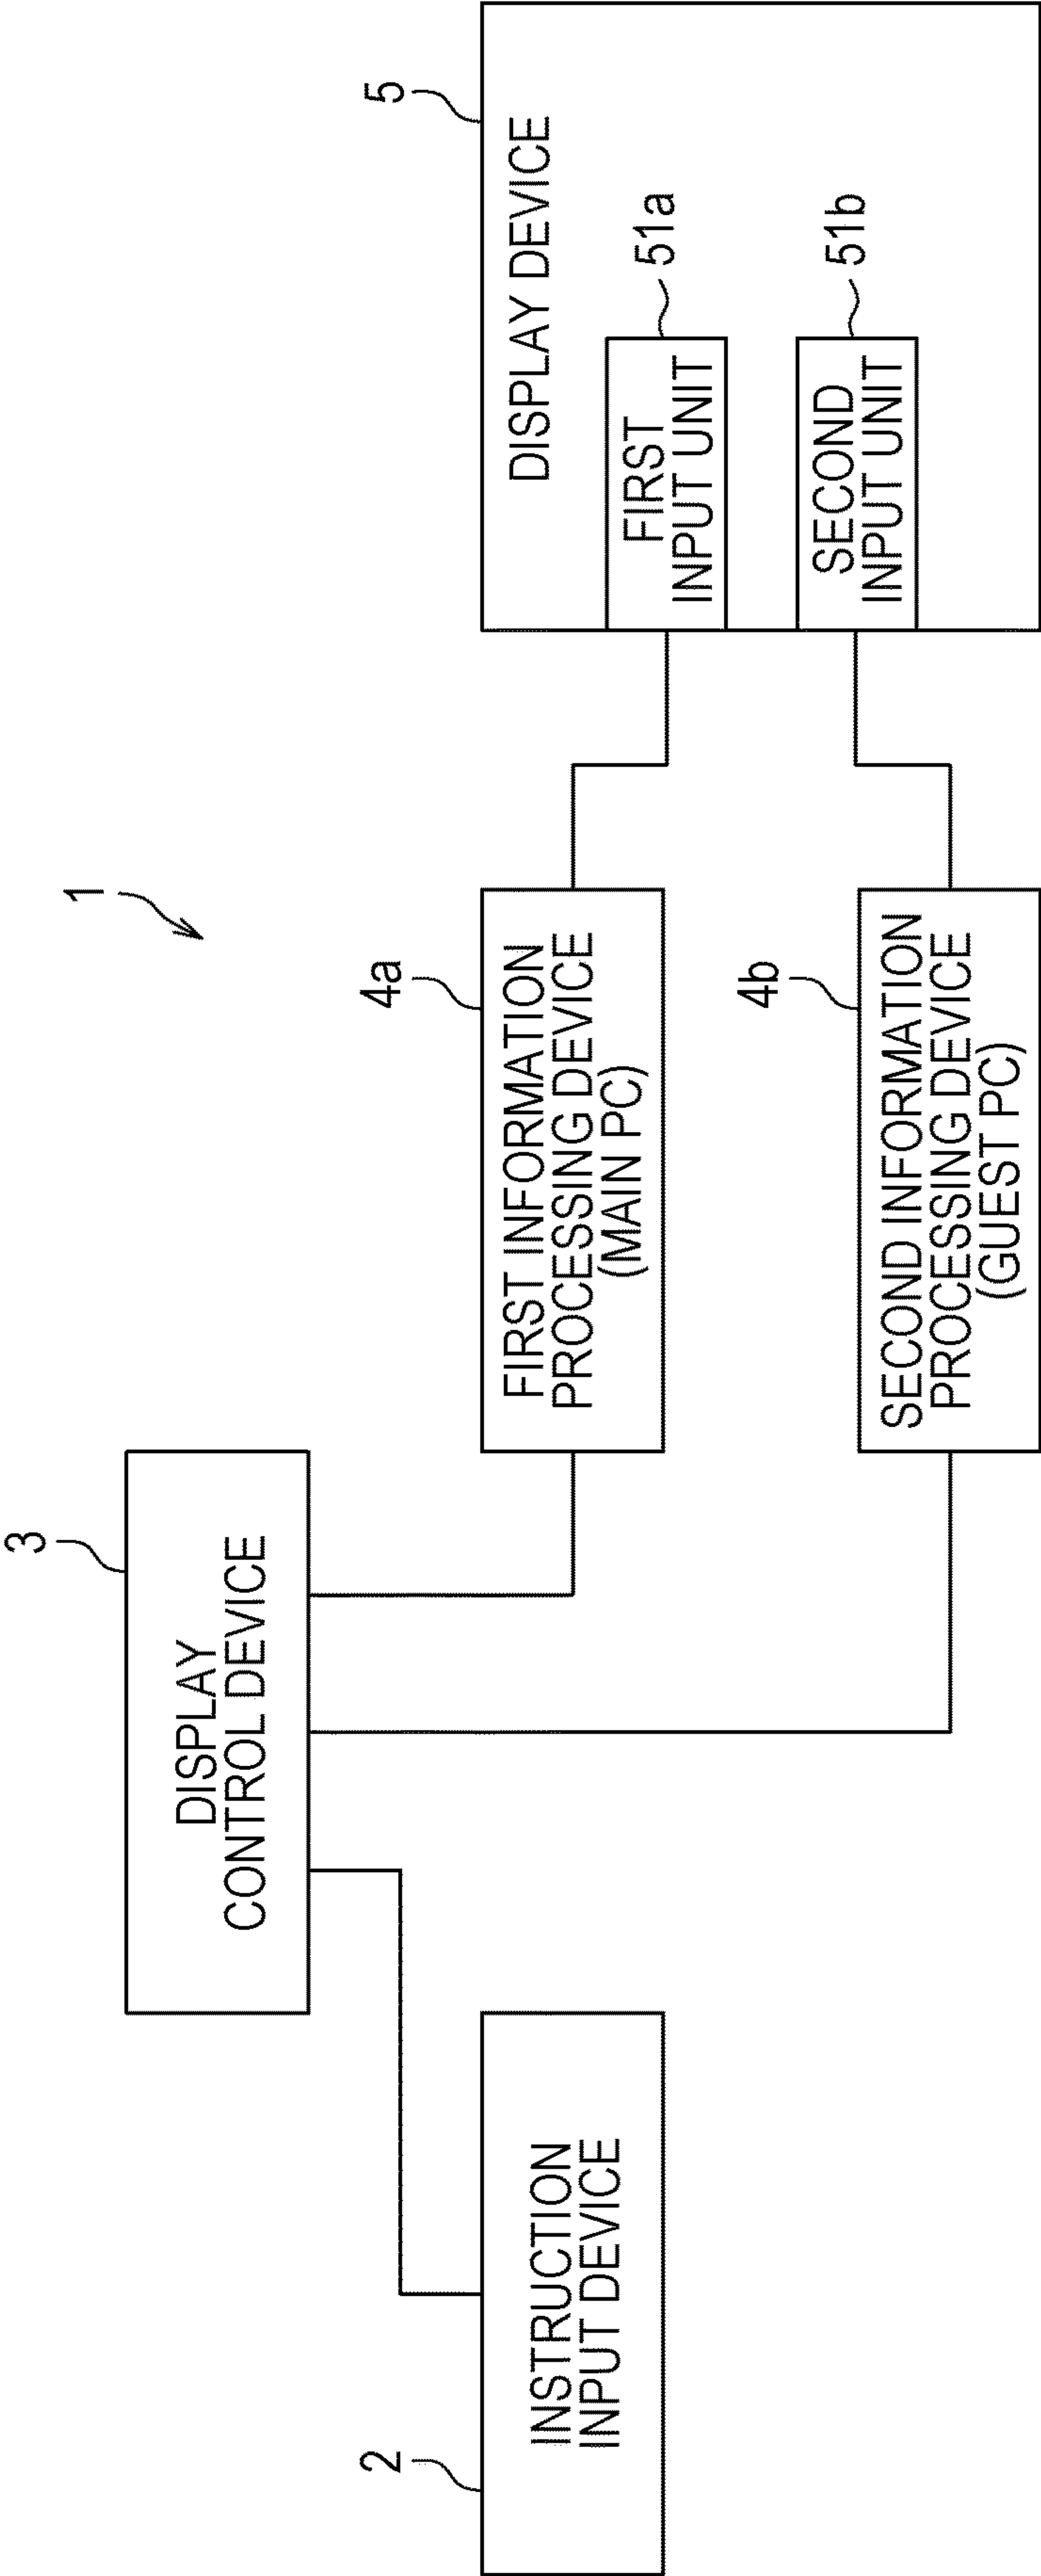 1
3
DISPLAY
CONTROL DEVICE
2
INSTRUCTION
INPUT DEVICE
4a
FIRST INFORMATION
PROCESSING DEVICE
(MAIN PC)
4b
SECOND INFORMATION
PROCESSING DEVICE
(GUEST PC)
5
DISPLAY DEVICE
51a
FIRST
INPUT UNIT
51b
SECOND
INPUT UNIT